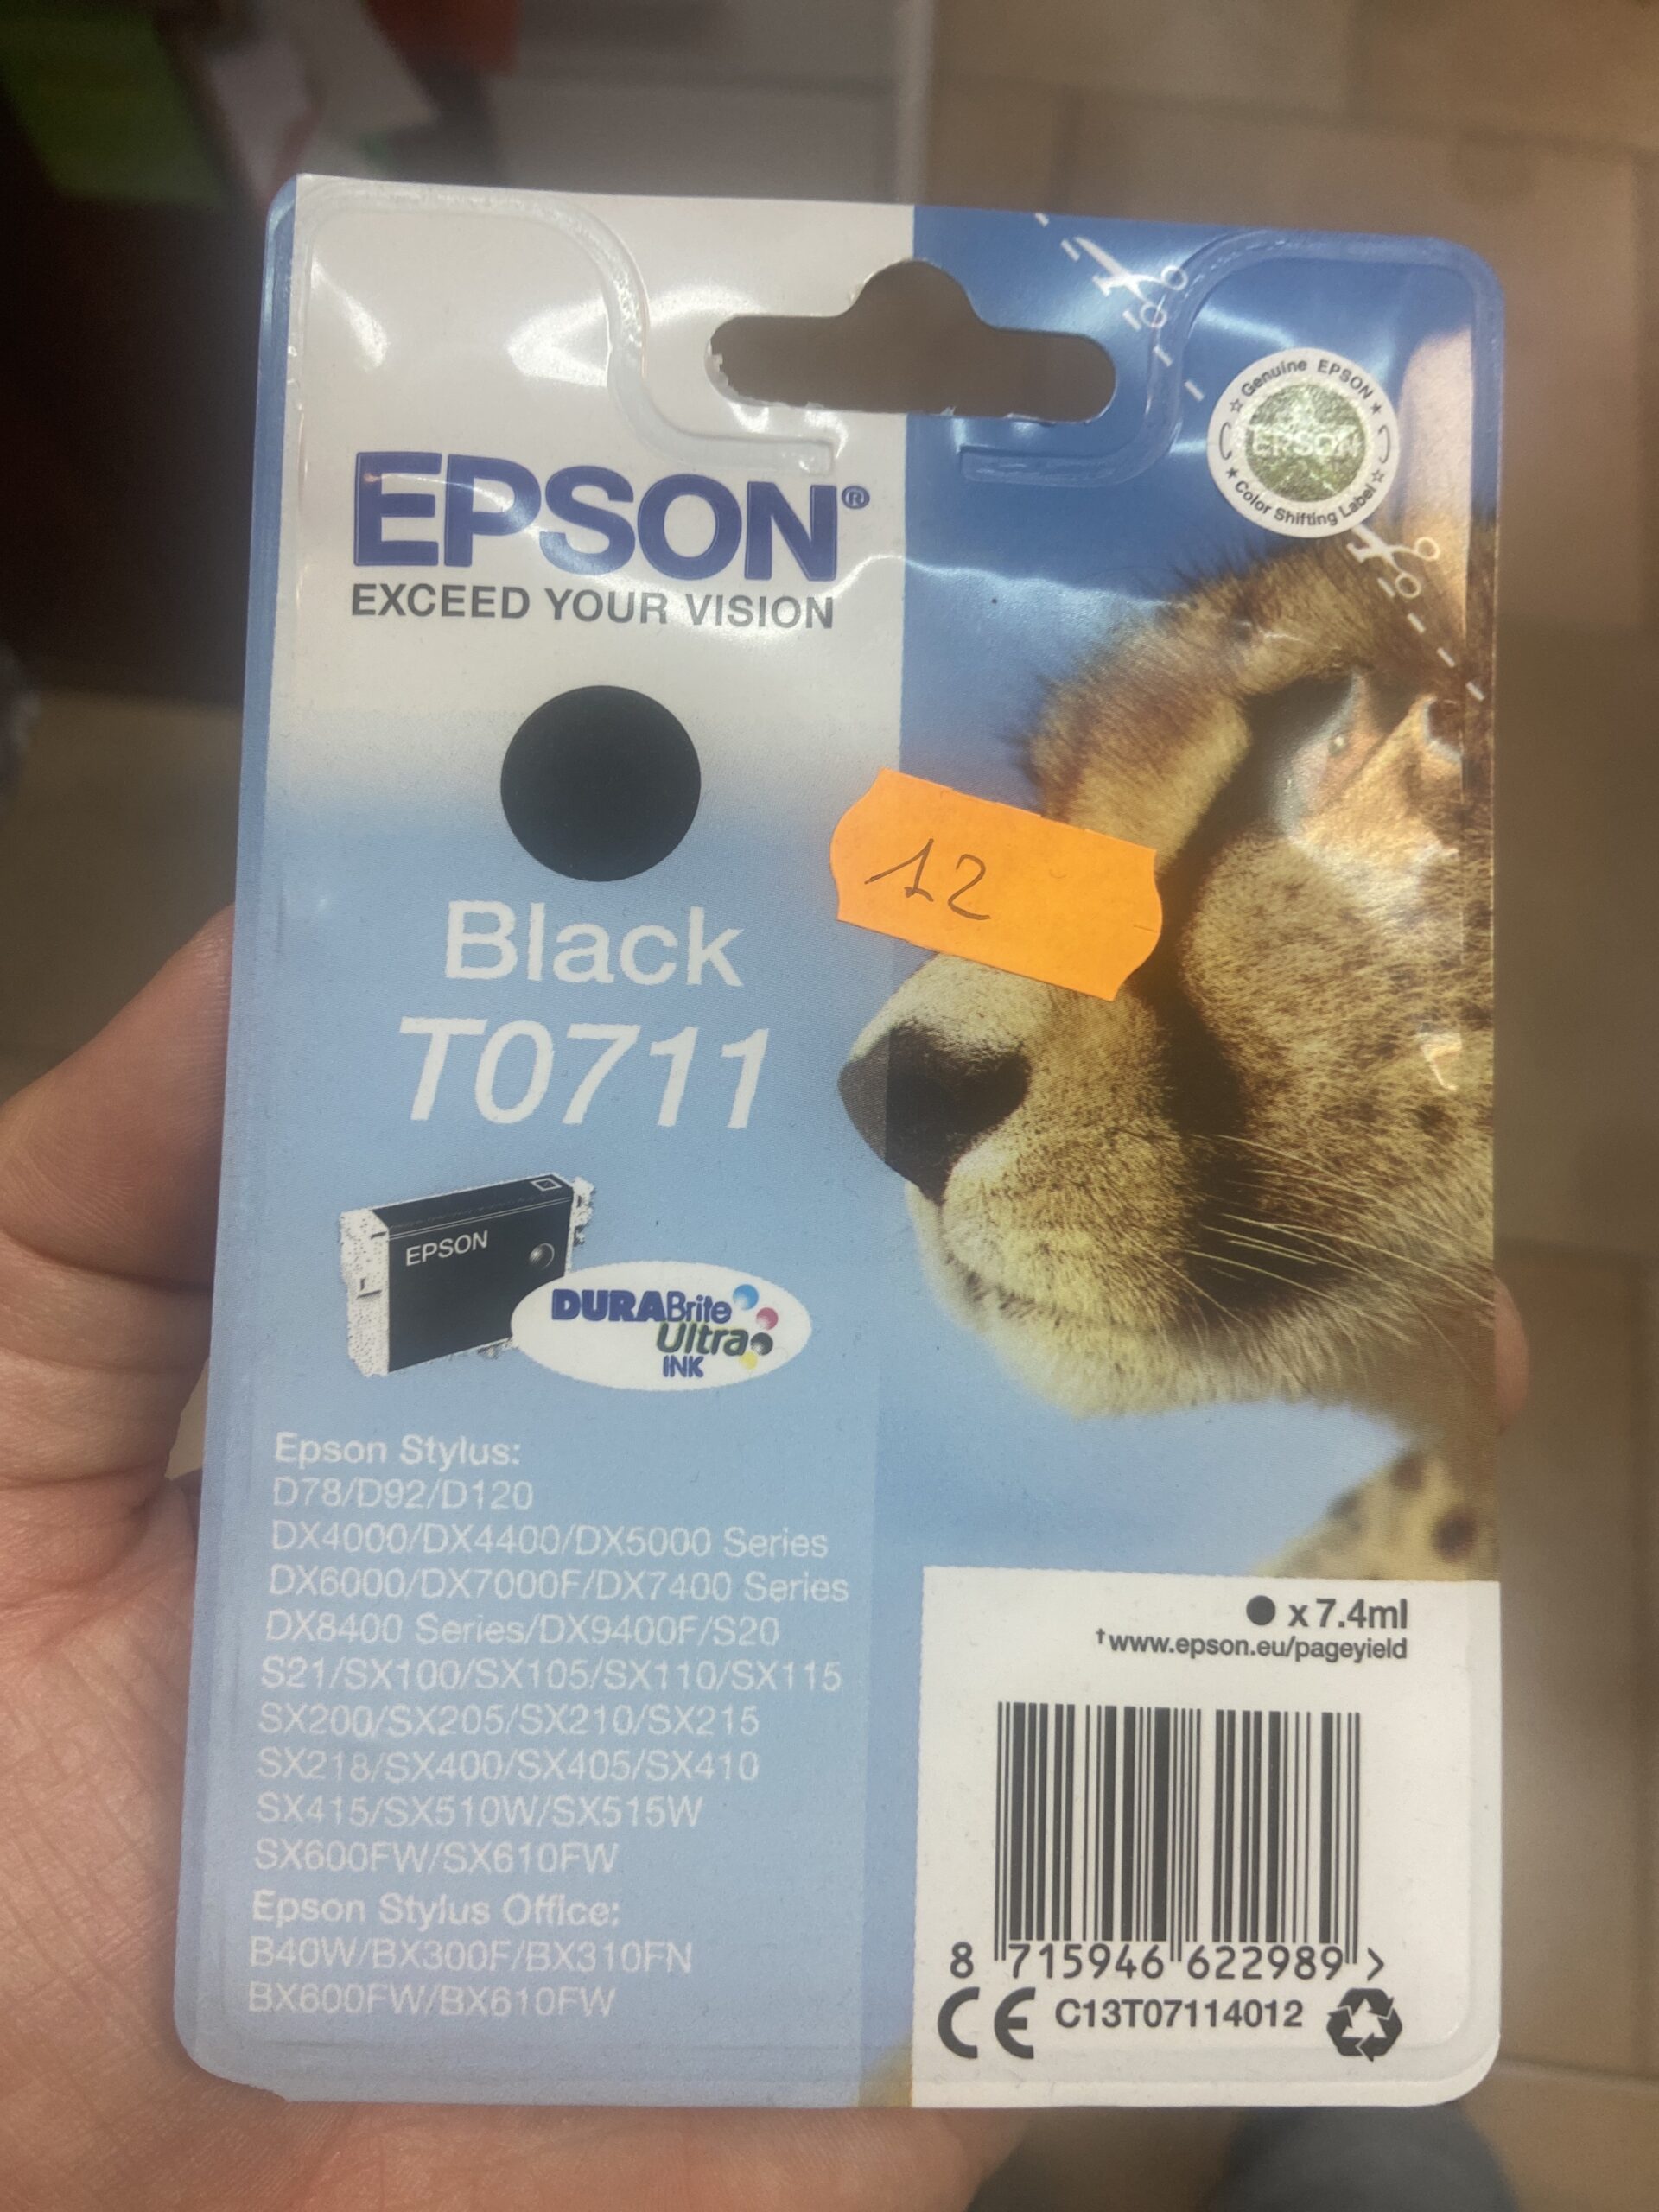 EPSON®
EXCEED YOUR VISION
Genuine EPSON
EPSON
Color Shifting Label
12
Black
T0711
EPSON
DURABrite
Ultra
INK
Epson Stylus:
D78/D92/D120
DX4000/DX4400/DX5000 Series
DX6000/DX7000F/DX7400 Series
DX8400 Series/DX9400F/S20
S21/SX100/SX105/SX110/SX115
SX200/SX205/SX210/SX215
SX218/SX400/SX405/SX410
SX415/SX510W/SX515W
SX600FW/SX610FW
Epson Stylus Office:
B40W/BX300F/BX310FN
BX600FW/BX610FW
x 7.4ml
†www.epson.eu/pageyield
8 715946 622989 >
CE C13T07114012